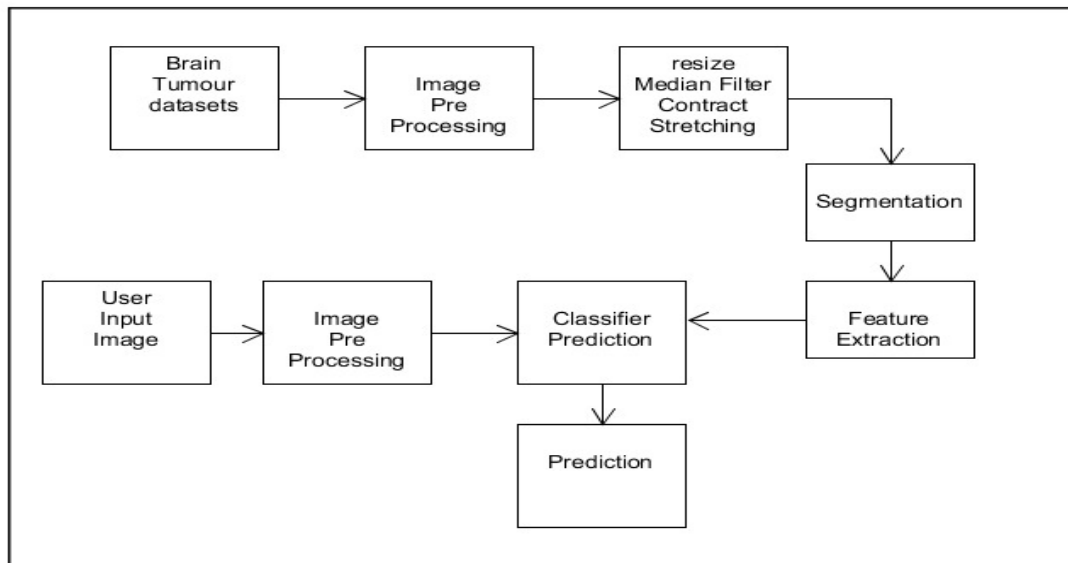 Brain
Tumour
datasets
Image
Pre
Processing
resize
Median Filter
Contract
Stretching
Segmentation
User
Input
Image
Image
Pre
Processing
Classifier
Prediction
Feature
Extraction
Prediction